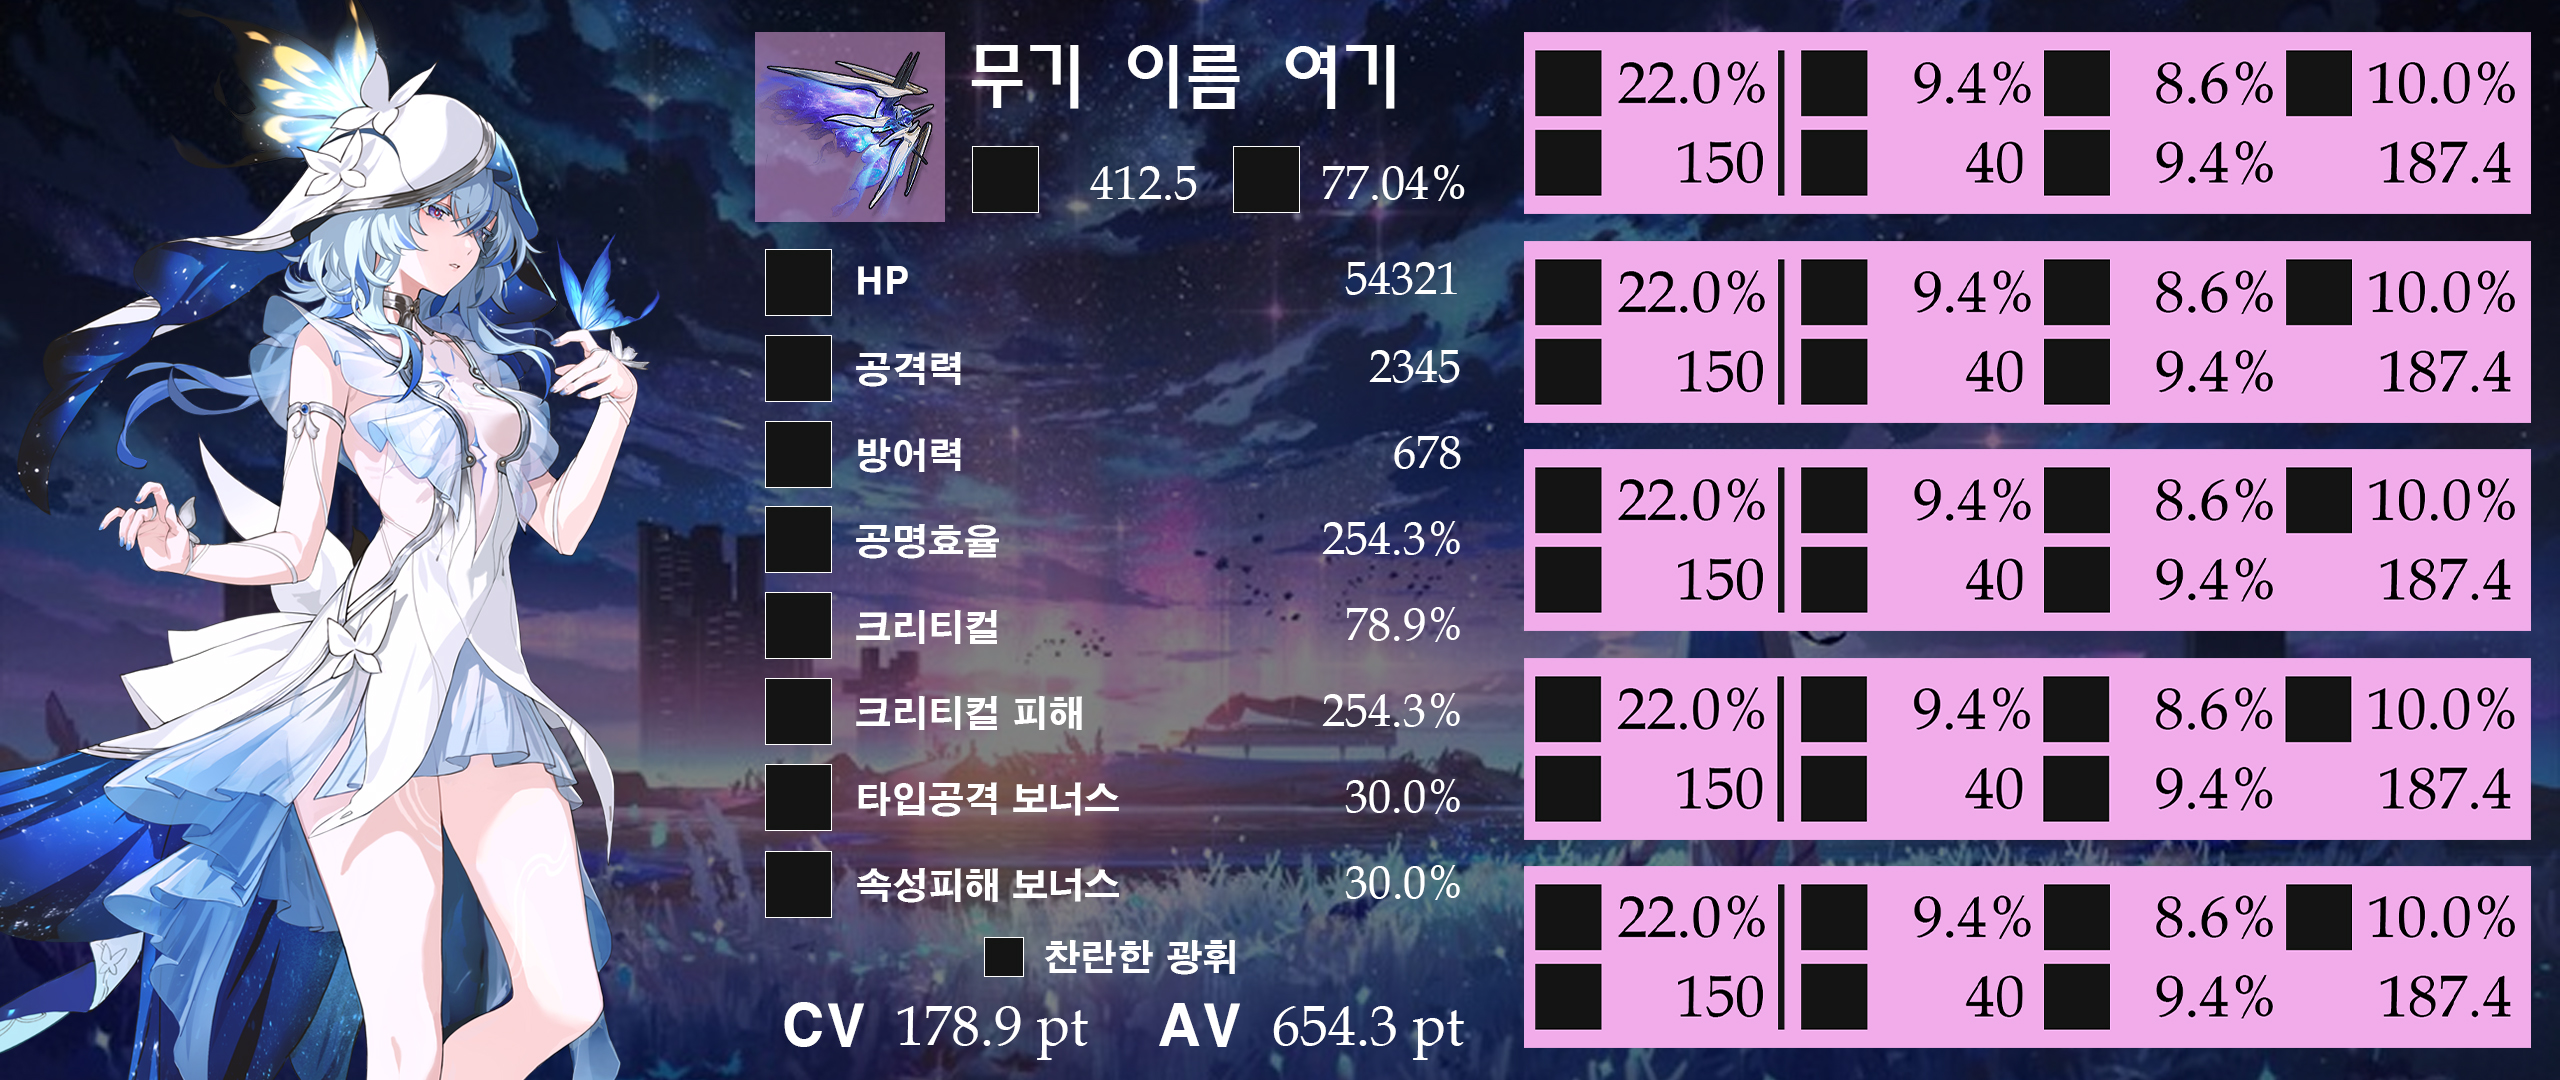 무기 이름 여기
412.5 77.04%
HP 54321
공격력 2345
방어력 678
공명효율 254.3%
크리티컬 78.9%
크리티컬 피해 254.3%
타입공격 보너스 30.0%
속성피해 보너스 30.0%
찬란한 광휘
CV 178.9 pt AV 654.3 pt
22.0% 9.4% 8.6% 10.0%
150 40 9.4% 187.4
22.0% 9.4% 8.6% 10.0%
150 40 9.4% 187.4
22.0% 9.4% 8.6% 10.0%
150 40 9.4% 187.4
22.0% 9.4% 8.6% 10.0%
150 40 9.4% 187.4
22.0% 9.4% 8.6% 10.0%
150 40 9.4% 187.4